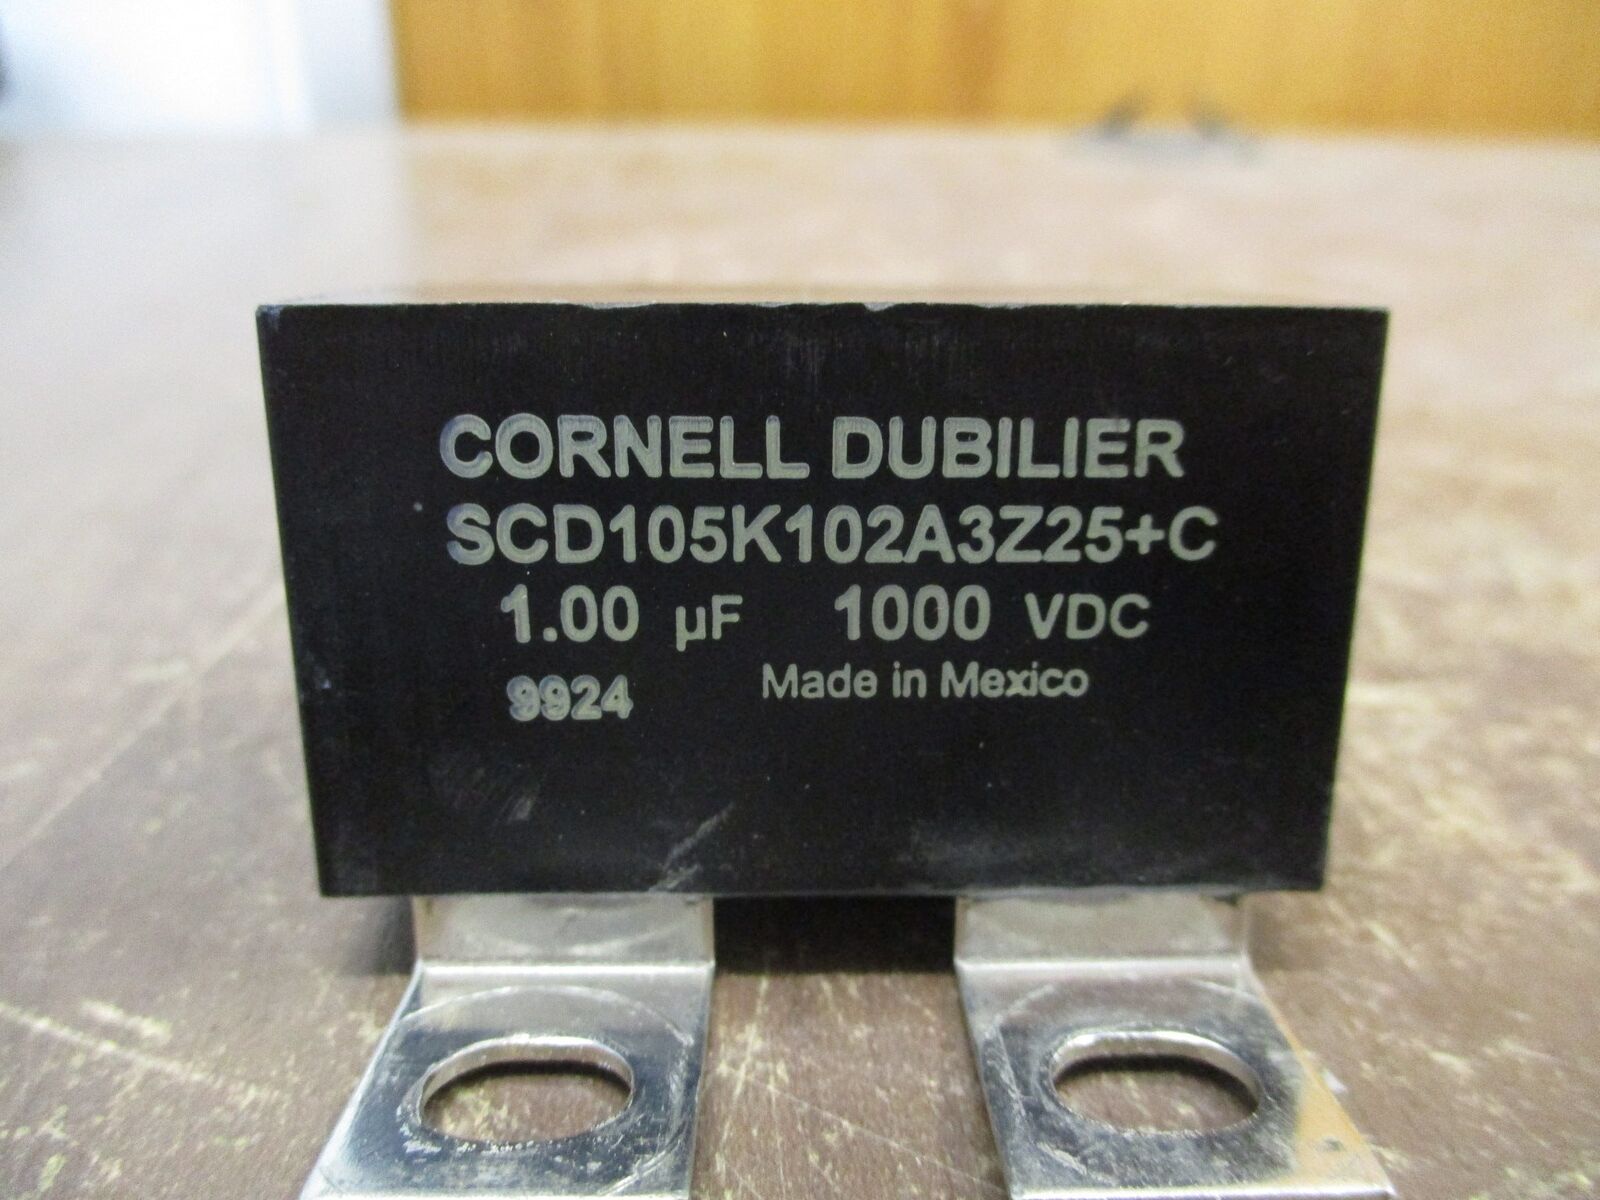 CORNELL DUBILIER
SCD105K102A3Z25+C
1.00 µF 1000 VDC
9924 Made in Mexico